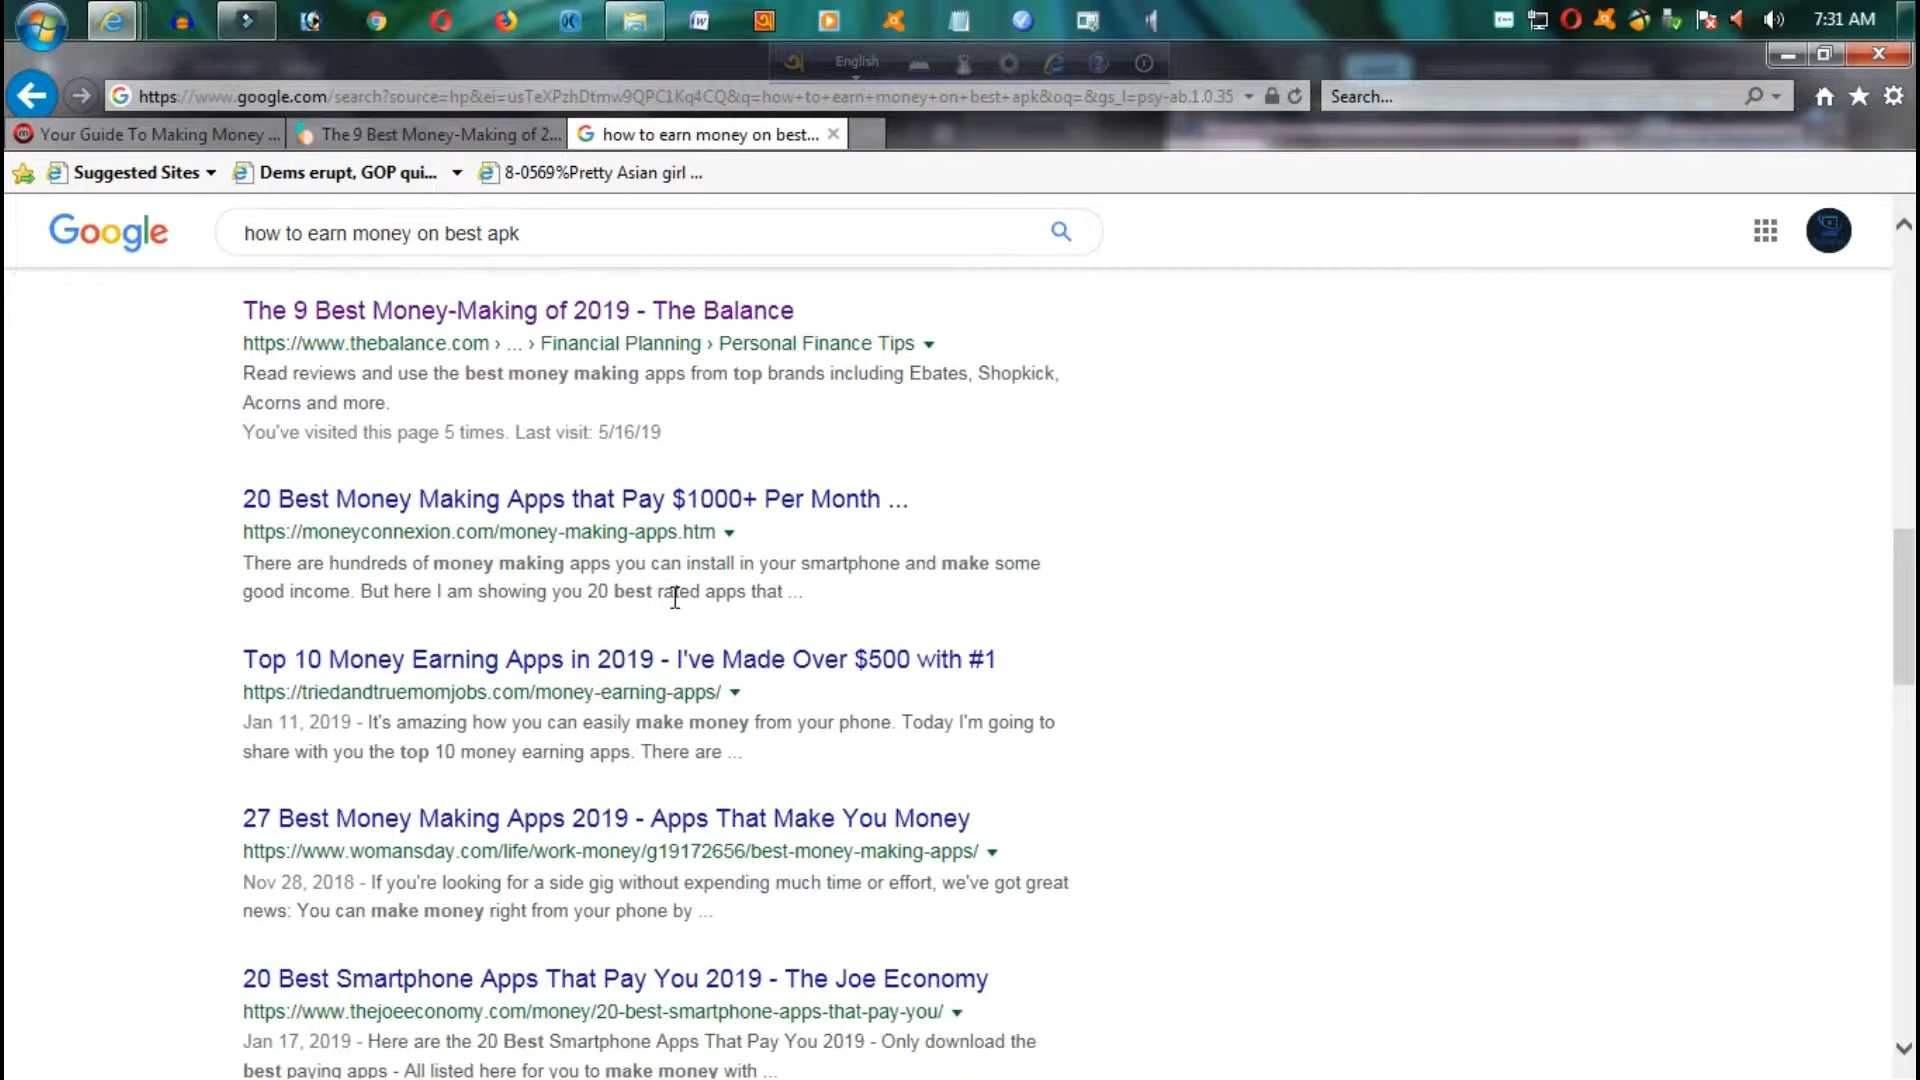 7:31 AM
English
https://www.google.com/search?source=hp&ei=usTeXPzhDtmw9QPC1Kq4CQ&q=how+to+earn+money+on+best+apk&oq=&gs_l=psy-ab.1.0.35
Search...
Your Guide To Making Money ...
The 9 Best Money-Making of 2...
how to earn money on best...
Suggested Sites
Dems erupt, GOP qui...
8-0569%Pretty Asian girl ...
Google
how to earn money on best apk
The 9 Best Money-Making of 2019 - The Balance
https://www.thebalance.com › ... › Financial Planning › Personal Finance Tips
Read reviews and use the best money making apps from top brands including Ebates, Shopkick,
Acorns and more.
You've visited this page 5 times. Last visit: 5/16/19
20 Best Money Making Apps that Pay $1000+ Per Month ...
https://moneyconnexion.com/money-making-apps.htm
There are hundreds of money making apps you can install in your smartphone and make some
good income. But here I am showing you 20 best rated apps that ...
Top 10 Money Earning Apps in 2019 - I've Made Over $500 with #1
https://triedandtruemomjobs.com/money-earning-apps/
Jan 11, 2019 - It's amazing how you can easily make money from your phone. Today I'm going to
share with you the top 10 money earning apps. There are ...
27 Best Money Making Apps 2019 - Apps That Make You Money
https://www.womansday.com/life/work-money/g19172656/best-money-making-apps/
Nov 28, 2018 - If you're looking for a side gig without expending much time or effort, we've got great
news: You can make money right from your phone by ...
20 Best Smartphone Apps That Pay You 2019 - The Joe Economy
https://www.thejoeeconomy.com/money/20-best-smartphone-apps-that-pay-you/
Jan 17, 2019 - Here are the 20 Best Smartphone Apps That Pay You 2019 - Only download the
best paying apps - All listed here for you to make money with ...